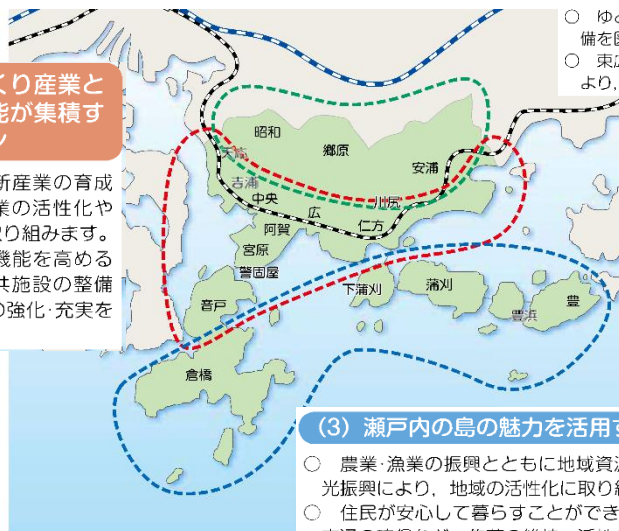 ○ ゆと
備を図
○ 東広
より,
くり産業と
能が集積す
ン
新産業の育成
業の活性化や
取り組みます。
機能を高める
共施設の整備
の強化・充実を
昭和
郷原
安浦
天応
吉浦
中央
広
川尻
仁方
阿賀
宮原
警固屋
音戸
下蒲刈
蒲刈
豊浜
豊
倉橋
(3) 瀬戸内の島の魅力を活用す
○ 農業・漁業の振興とともに地域資源
光振興により, 地域の活性化に取り組
○ 住民が安心して暮らすことができ